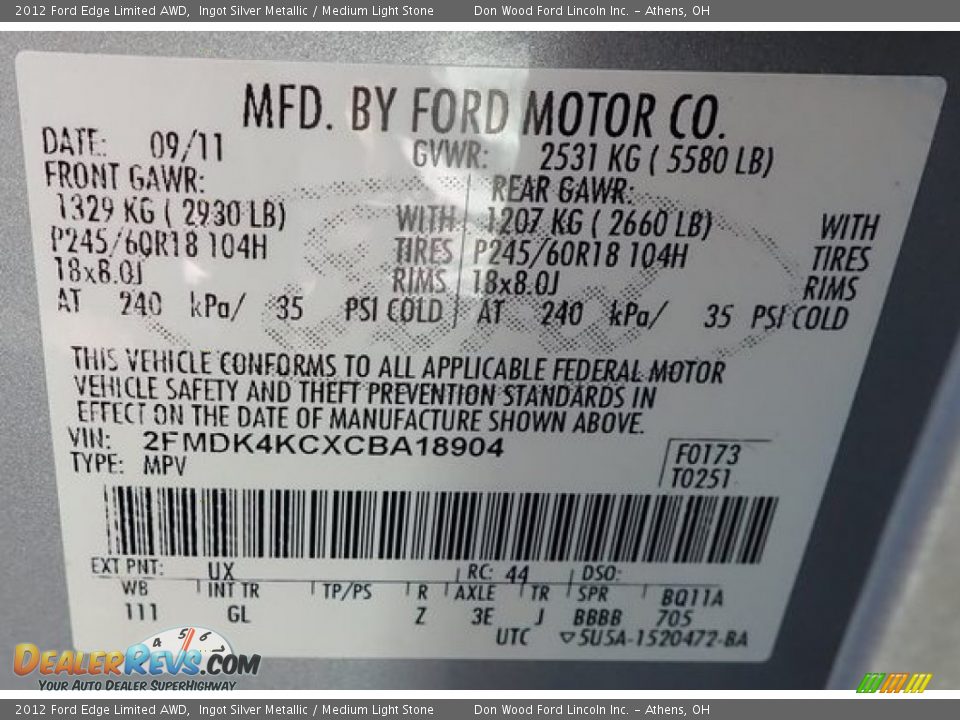 2012 Ford Edge Limited AWD, Ingot Silver Metallic / Medium Light Stone Don Wood Ford Lincoln Inc. - Athens, OH
MFD. BY FORD MOTOR CO.
DATE: 09/11 GVWR: 2531 KG ( 5580 LB)
FRONT GAWR: REAR GAWR:
1329 KG ( 2930 LB) WITH 1207 KG ( 2660 LB) WITH
P245/60R18 104H TIRES P245/60R18 104H TIRES
18x8.0J RIMS 18x8.0J RIMS
AT 240 kPa/ 35 PSI COLD AT 240 kPa/ 35 PSI COLD
THIS VEHICLE CONFORMS TO ALL APPLICABLE FEDERAL MOTOR
VEHICLE SAFETY AND THEFT PREVENTION STANDARDS IN
EFFECT ON THE DATE OF MANUFACTURE SHOWN ABOVE.
VIN: 2FMDK4KCXCBA18904 F0173
TYPE: MPV T0251
EXT PNT: UX RC: 44 DSO:
WB INT TR TP/PS R AXLE TR SPR BQ11A
111 GL Z 3E J BBBB 705
UTC ▽5U5A-1520472-BA
4 5 6
DEALERREVS.COM
YOUR AUTO DEALER SUPERHIGHWAY
2012 Ford Edge Limited AWD, Ingot Silver Metallic / Medium Light Stone Don Wood Ford Lincoln Inc. - Athens, OH